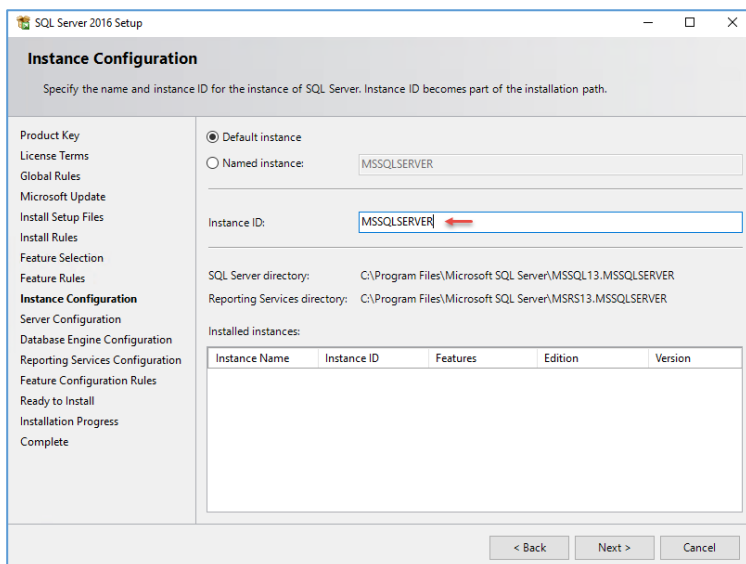 SQL Server 2016 Setup
Instance Configuration
Specify the name and instance ID for the instance of SQL Server. Instance ID becomes part of the installation path.
Product Key
License Terms
Global Rules
Microsoft Update
Install Setup Files
Install Rules
Feature Selection
Feature Rules
Instance Configuration
Server Configuration
Database Engine Configuration
Reporting Services Configuration
Feature Configuration Rules
Ready to Install
Installation Progress
Complete
Default instance
Named instance: MSSQLSERVER
Instance ID: MSSQLSERVER
SQL Server directory: C:\Program Files\Microsoft SQL Server\MSSQL13.MSSQLSERVER
Reporting Services directory: C:\Program Files\Microsoft SQL Server\MSRS13.MSSQLSERVER
Installed instances:
Instance Name Instance ID Features Edition Version
< Back Next > Cancel